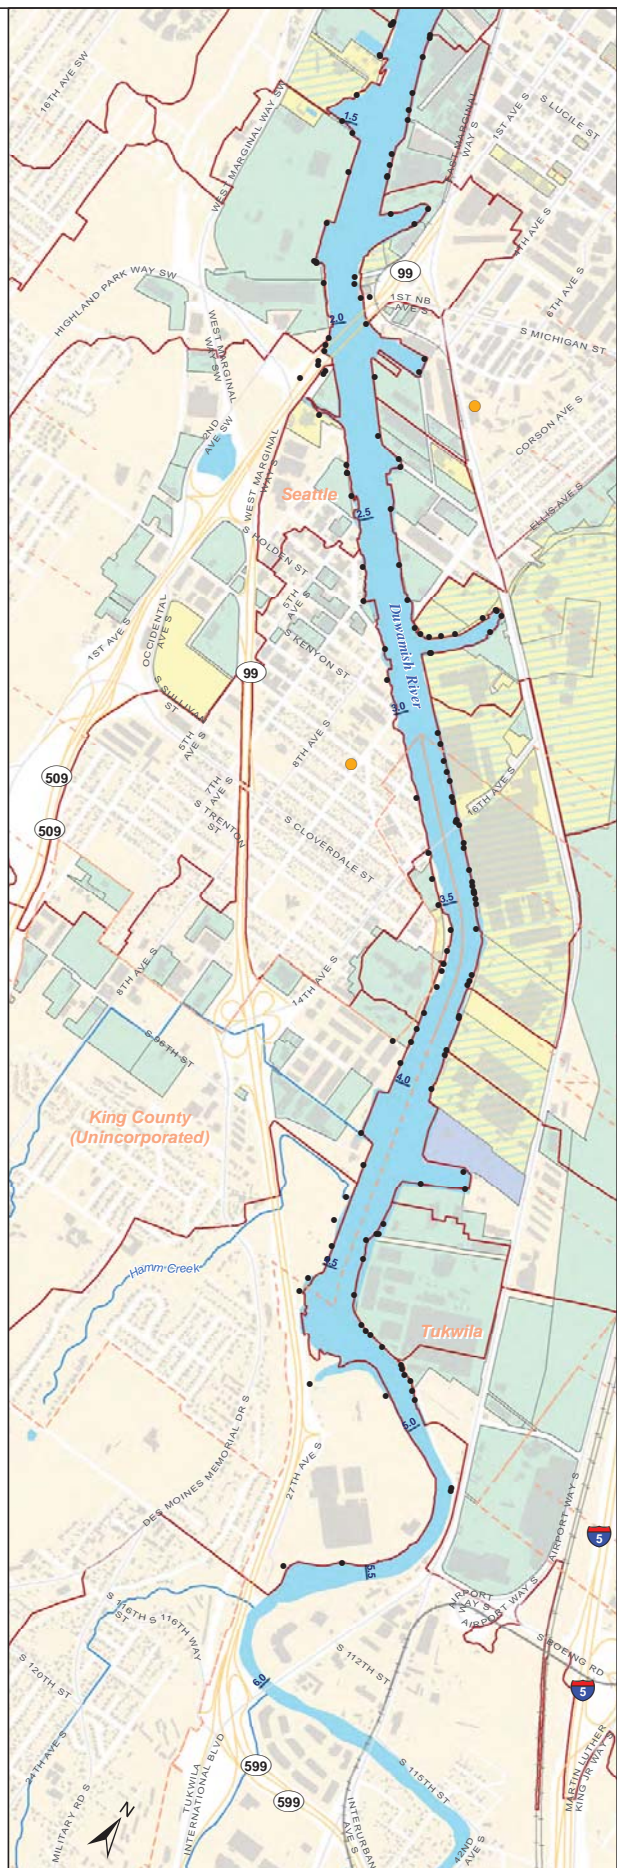 16TH AVE SW
WEST MARGINAL WAY SW
1.5
EAST MARGINAL
WAY S
1ST AVE S
S LUCILE ST
4TH AVE S
6TH AVE S
HIGHLAND PARK WAY SW
99
1ST NB
AVE S
2.0
S MICHIGAN ST
WEST MARGINAL
WAY SW
2ND
AVE SW
CORSON AVE S
WEST MARGINAL
WAY S
Seattle
2.5
ELLIS AVE S
S HOLDEN ST
5TH
AVE S
OCCIDENTAL
AVE S
1ST AVE S
S KENYON ST
Duwamish River
99
S SULLIVAN
ST
3.0
5TH
AVE S
8TH AVE S
509
7TH
AVE S
16TH AVE S
S TRENTON
ST
509
S CLOVERDALE ST
3.5
8TH AVE S
14TH AVE S
S 96TH ST
4.0
King County
(Unincorporated)
Hamm Creek
Tukwila
5.0
DES MOINES MEMORIAL DR S
27TH AVE S
AIRPORT WAY S
5
5.5
AIRPORT WAY S
S 116TH
ST
S 116TH WAY
S BOEING RD
S 120TH ST
S 112TH ST
6.0
5
24TH AVE S
MILITARY RD S
TUKWILA
INTERNATIONAL BLVD
599
599
S 115TH ST
INTERURBAN
AVE S
42ND
AVE S
MARTIN LUTHER
KING JR WAY S
N